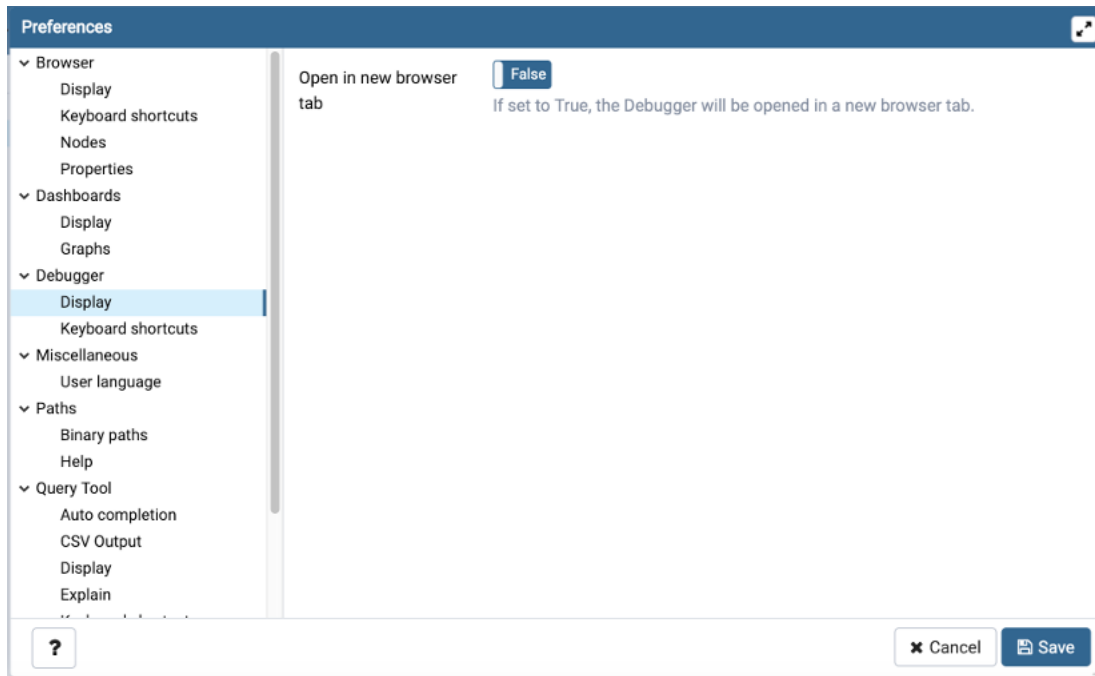 Preferences
Browser
Display
Keyboard shortcuts
Nodes
Properties
Dashboards
Display
Graphs
Debugger
Display
Keyboard shortcuts
Miscellaneous
User language
Paths
Binary paths
Help
Query Tool
Auto completion
CSV Output
Display
Explain
Open in new browser
tab
False
If set to True, the Debugger will be opened in a new browser tab.
?
Cancel
Save